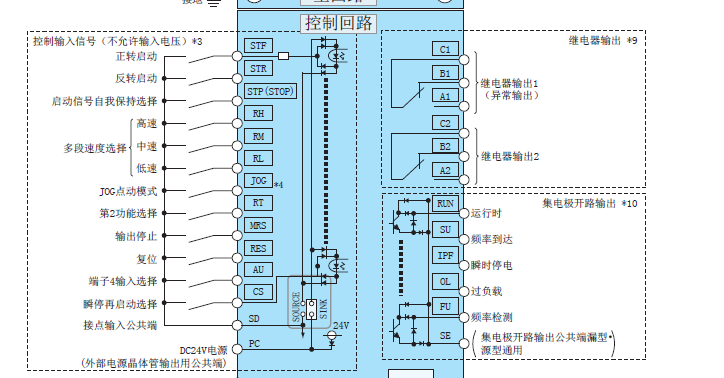 控制回路
控制输入信号（不允许输入电压）*3
正转启动
反转启动
启动信号自我保持选择
多段速度选择
高速
中速
低速
JOG点动模式
第2功能选择
输出停止
复位
端子4输入选择
瞬停再启动选择
接点输入公共端
DC24V电源
(外部电源晶体管输出用公共端)
STF
STR
STP(STOP)
RH
RM
RL
JOG
*4
RT
MRS
RES
AU
CS
SD
PC
SOURCE
SINK
24V
继电器输出 *9
C1
B1
A1
继电器输出1
（异常输出）
C2
B2
A2
继电器输出2
集电极开路输出 *10
RUN
运行时
SU
频率到达
IPF
瞬时停电
OL
过负载
FU
频率检测
SE
集电极开路输出公共端漏型·
源型通用